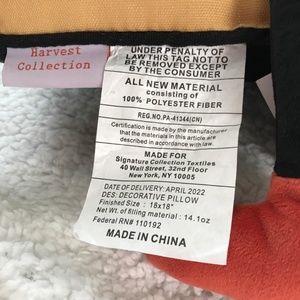 Harvest
Collection
UNDER PENALTY OF
LAW THIS TAG NOT TO
BE REMOVED EXCEPT
BY THE CONSUMER
ALL NEW MATERIAL
consisting of
100% POLYESTER FIBER
REG.NO.PA-41344(CN)
Certification is made by the manufacturer
that the materials in this article are
described in accordance with law.
MADE FOR
Signature Collection Textiles
40 Wall Street, 32nd Floor
New York, NY 10005
DATE OF DELIVERY: APRIL 2022
DES: DECORATIVE PILLOW
Finished Size : 18x18"
Net Wt. of filling material : 14.1oz
Federal RN# 110192
MADE IN CHINA